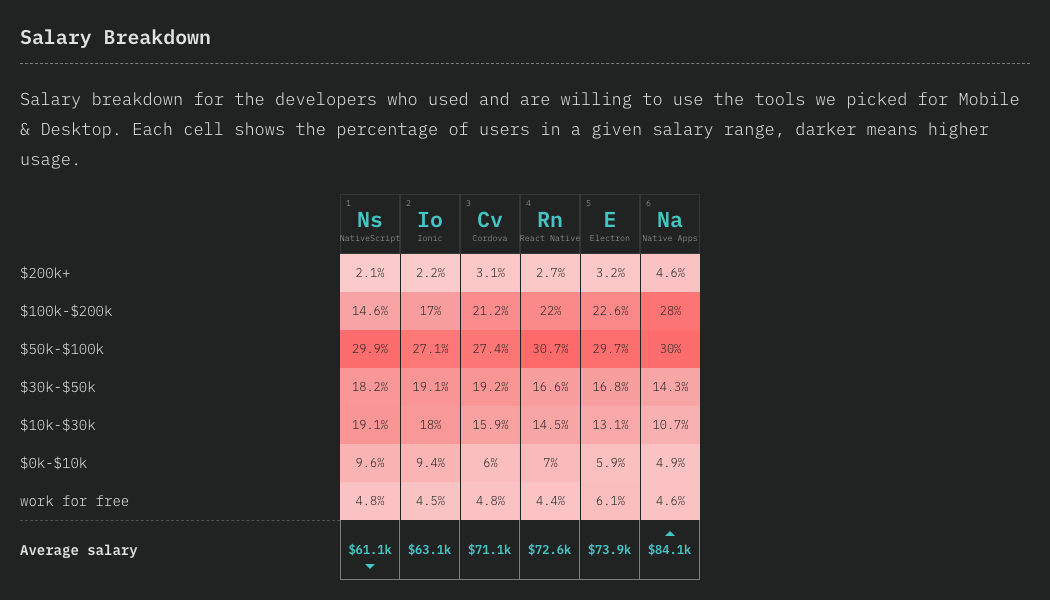 Salary Breakdown
Salary breakdown for the developers who used and are willing to use the tools we picked for Mobile
& Desktop. Each cell shows the percentage of users in a given salary range, darker means higher
usage.
1 2 3 4 5 6
Ns Io Cv Rn E Na
NativeScript Ionic Cordova React Native Electron Native Apps
$200k+ 2.1% 2.2% 3.1% 2.7% 3.2% 4.6%
$100k-$200k 14.6% 17% 21.2% 22% 22.6% 28%
$50k-$100k 29.9% 27.1% 27.4% 30.7% 29.7% 30%
$30k-$50k 18.2% 19.1% 19.2% 16.6% 16.8% 14.3%
$10k-$30k 19.1% 18% 15.9% 14.5% 13.1% 10.7%
$0k-$10k 9.6% 9.4% 6% 7% 5.9% 4.9%
work for free 4.8% 4.5% 4.8% 4.4% 6.1% 4.6%
Average salary $61.1k $63.1k $71.1k $72.6k $73.9k $84.1k